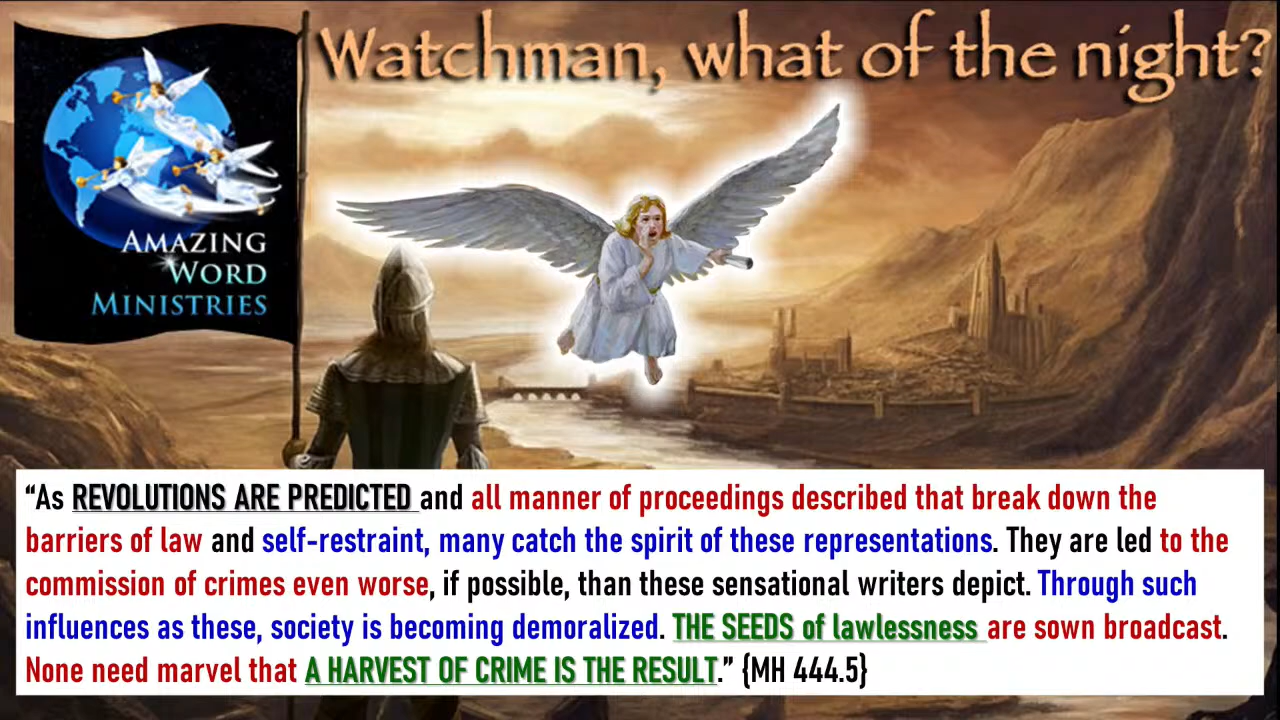 Watchman, what of the night?
AMAZING
WORD
MINISTRIES
“As REVOLUTIONS ARE PREDICTED and all manner of proceedings described that break down the
barriers of law and self-restraint, many catch the spirit of these representations. They are led to the
commission of crimes even worse, if possible, than these sensational writers depict. Through such
influences as these, society is becoming demoralized. THE SEEDS of lawlessness are sown broadcast.
None need marvel that A HARVEST OF CRIME IS THE RESULT.” {MH 444.5}